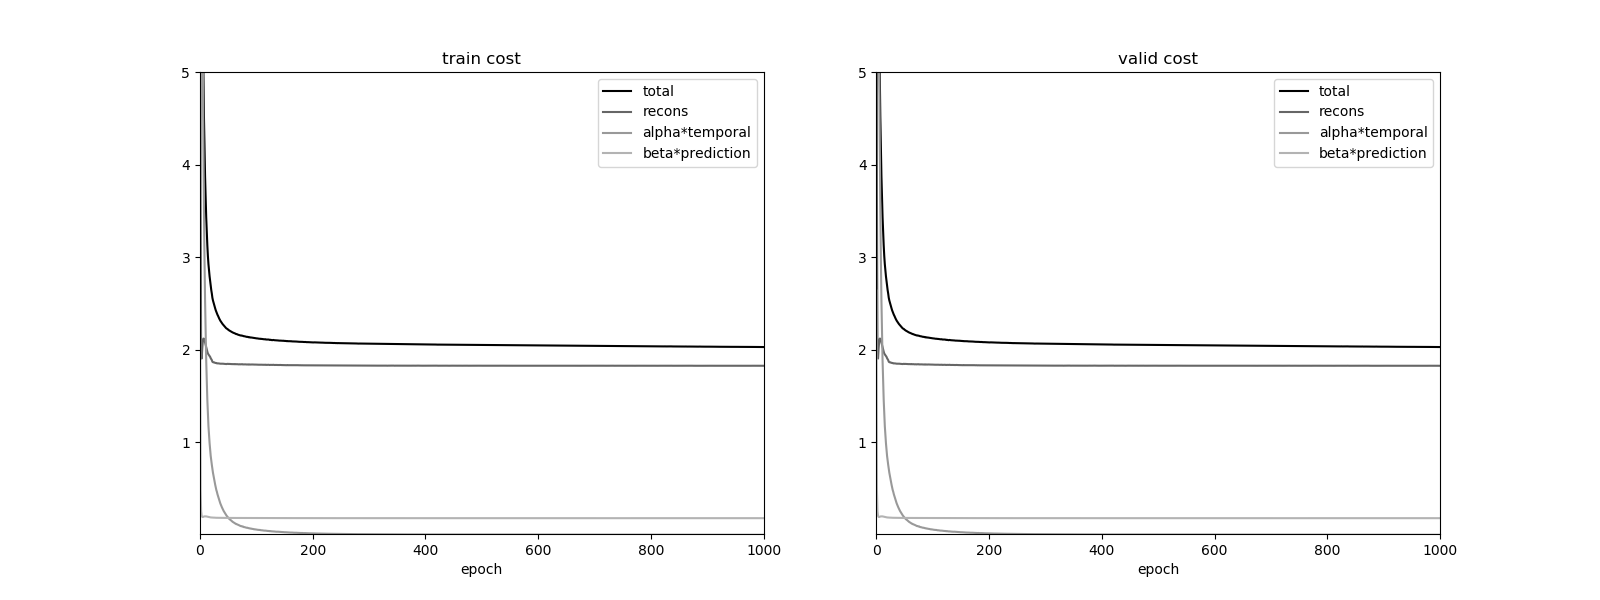 train cost
5
4
3
2
1
total
recons
alpha*temporal
beta*prediction
0 200 400 600 800 1000
epoch
valid cost
5
4
3
2
1
total
recons
alpha*temporal
beta*prediction
0 200 400 600 800 1000
epoch